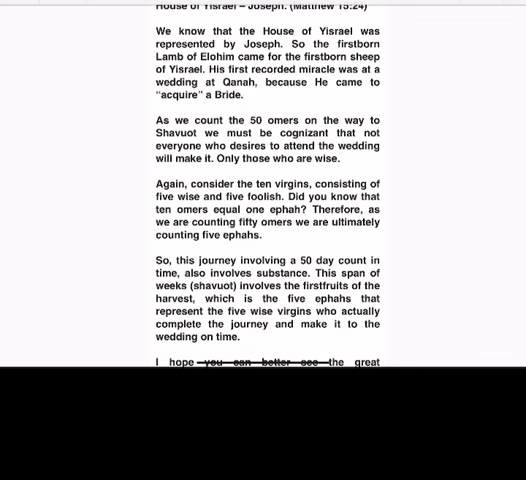 House of Yisrael – Joseph. (Matthew 15:24)
We know that the House of Yisrael was
represented by Joseph. So the firstborn
Lamb of Elohim came for the firstborn sheep
of Yisrael. His first recorded miracle was at a
wedding at Qanah, because He came to
“acquire” a Bride.
As we count the 50 omers on the way to
Shavuot we must be cognizant that not
everyone who desires to attend the wedding
will make it. Only those who are wise.
Again, consider the ten virgins, consisting of
five wise and five foolish. Did you know that
ten omers equal one ephah? Therefore, as
we are counting fifty omers we are ultimately
counting five ephahs.
So, this journey involving a 50 day count in
time, also involves substance. This span of
weeks (shavuot) involves the firstfruits of the
harvest, which is the five ephahs that
represent the five wise virgins who actually
complete the journey and make it to the
wedding on time.
I hope you can better see the great